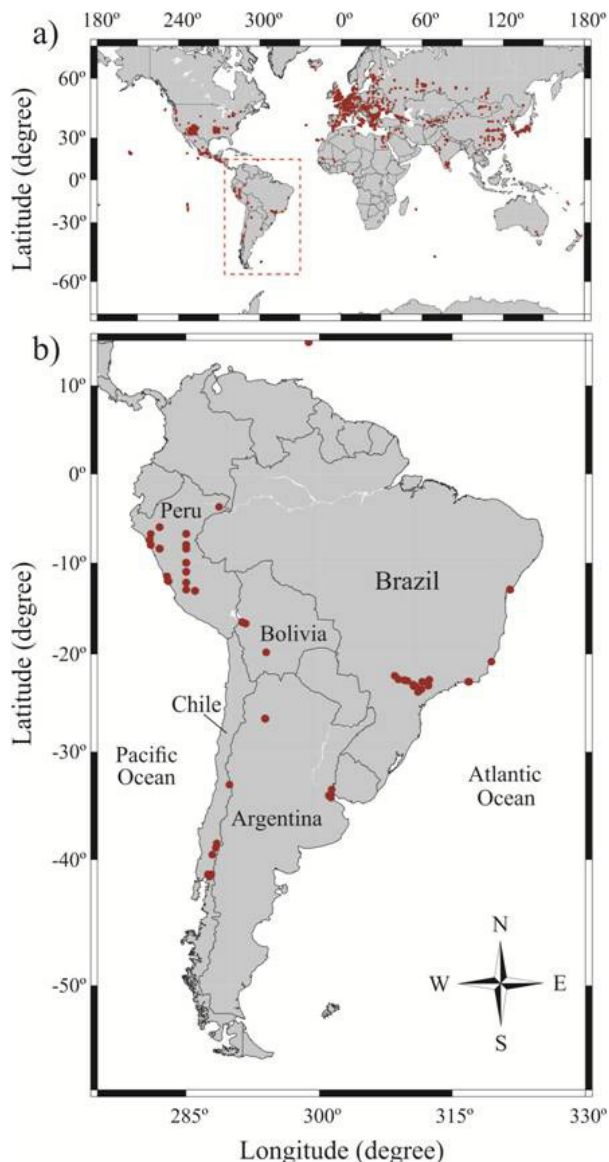 180º 240º 300º 0º 60º 120º 180º
a)
60º
30º
0º
-30º
-60º
Latitude (degree)
b)
10º
0º
Peru
-10º
Brazil
Bolivia
-20º
Chile
-30º
Pacific
Ocean
Atlantic
Ocean
Argentina
-40º
N
W E
S
-50º
Latitude (degree)
285º 300º 315º 330º
Longitude (degree)